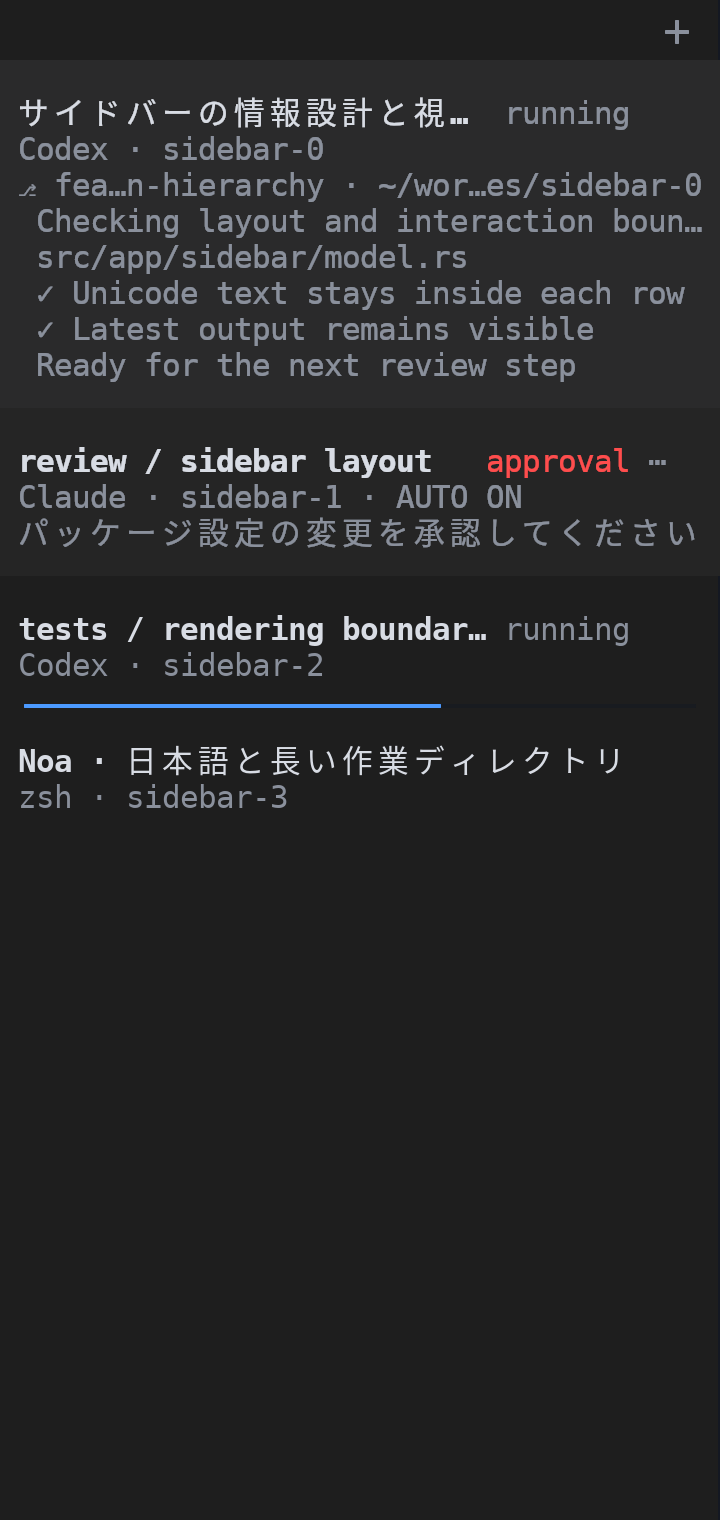 +
サイドバーの情報設計と視… running
Codex · sidebar-0
⎇ fea…n-hierarchy · ~/wor…es/sidebar-0
Checking layout and interaction boun…
src/app/sidebar/model.rs
✓ Unicode text stays inside each row
✓ Latest output remains visible
Ready for the next review step
review / sidebar layout approval ⋯
Claude · sidebar-1 · AUTO ON
パッケージ設定の変更を承認してください
tests / rendering boundar… running
Codex · sidebar-2
Noa · 日本語と長い作業ディレクトリ
zsh · sidebar-3